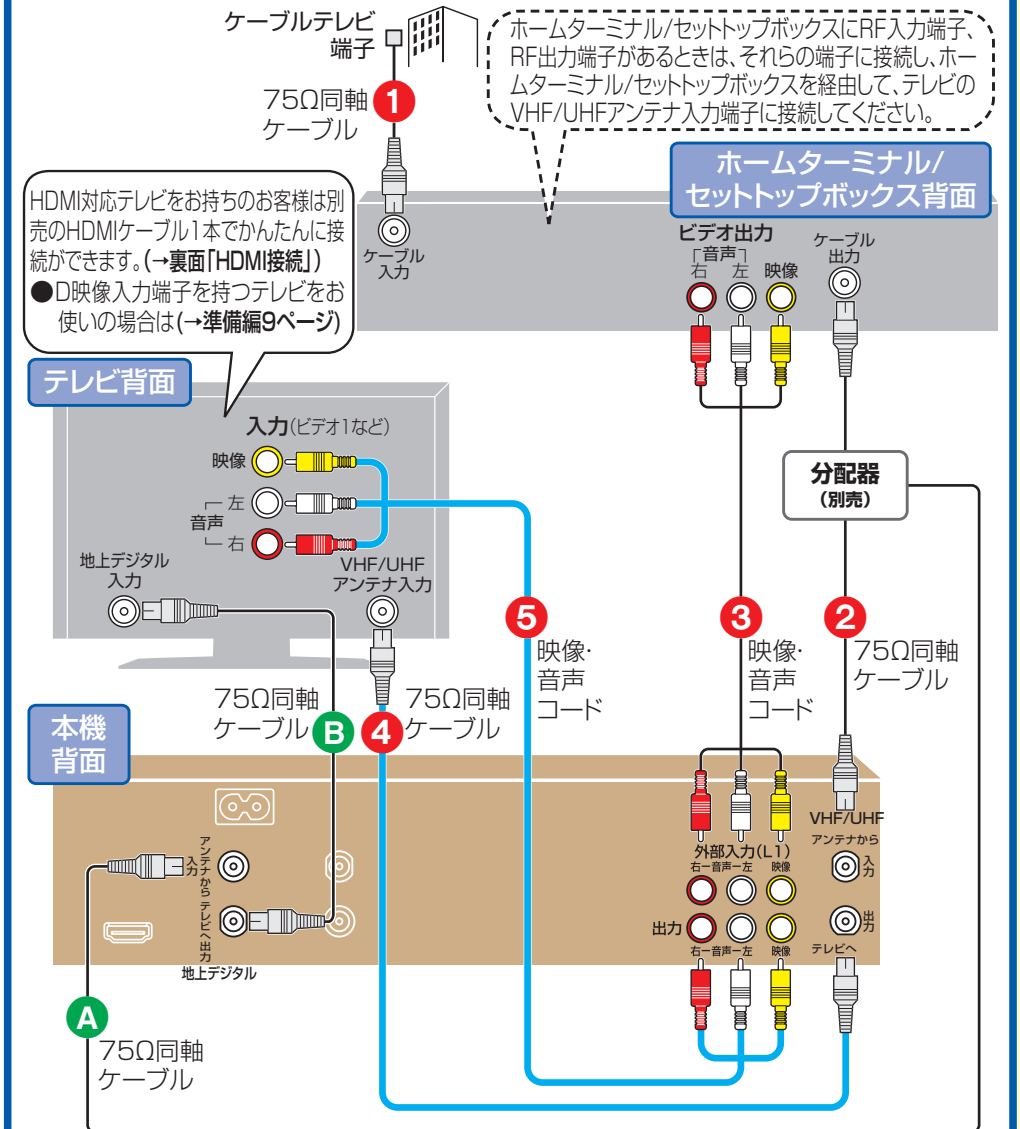 ケーブルテレビ
端子
75Ω同軸
ケーブル
1
ホームターミナル/セットトップボックスにRF入力端子、
RF出力端子があるときは、それらの端子に接続し、ホー
ムターミナル/セットトップボックスを経由して、テレビの
VHF/UHFアンテナ入力端子に接続してください。
ホームターミナル/
セットトップボックス背面
HDMI対応テレビをお持ちのお客様は別
売のHDMIケーブル1本でかんたんに接
続ができます。(→裏面「HDMI接続」)
●D映像入力端子を持つテレビをお
使いの場合は(→準備編9ページ)
ケーブル
入力
ビデオ出力
「音声」
右 左 映像
ケーブル
出力
テレビ背面
入力(ビデオ1など)
映像
左
音声
右
地上デジタル
入力
VHF/UHF
アンテナ入力
分配器
(別売)
5
映像・
音声
コード
3
映像・
音声
コード
2
75Ω同軸
ケーブル
75Ω同軸
ケーブル
B
4
75Ω同軸
ケーブル
本機
背面
VHF/UHF
アンテナから
入力
外部入力(L1)
右ー音声ー左 映像
アンテナから
入力
テレビへ
出力
地上デジタル
出力
右ー音声ー左 映像
出力
テレビへ
A
75Ω同軸
ケーブル